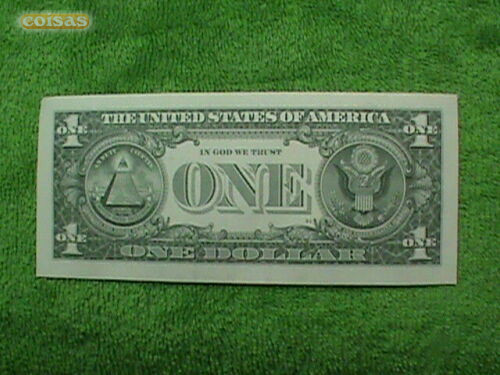 coisas
THE UNITED STATES OF AMERICA
1 ONE
1 ONE
IN GOD WE TRUST
ONE
1 ONE
1 ONE
ONE DOLLAR